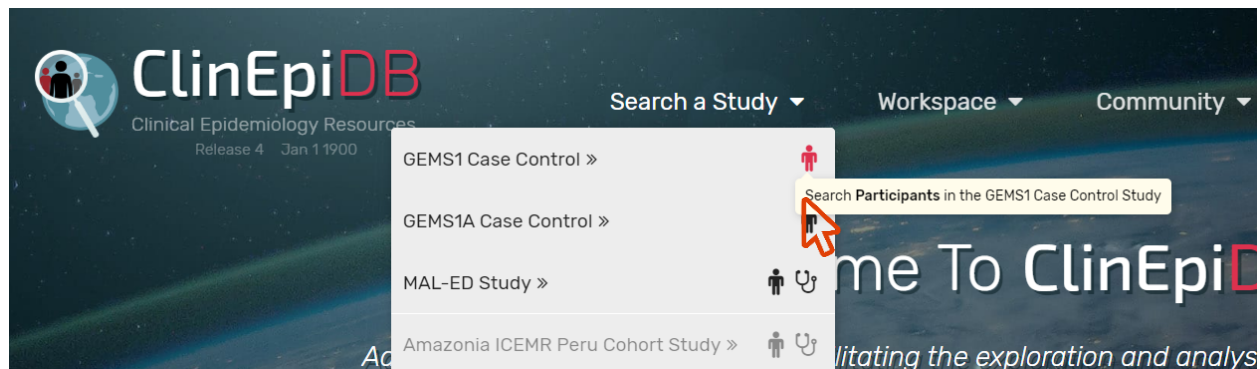 ClinEpiDB
Clinical Epidemiology Resources
Release 4 Jan 1 1900
Search a Study
Workspace
Community
GEMS1 Case Control »
Search Participants in the GEMS1 Case Control Study
GEMS1A Case Control »
MAL-ED Study »
Amazonia ICEMR Peru Cohort Study »
me To ClinEpiD
Ac
litating the exploration and analys